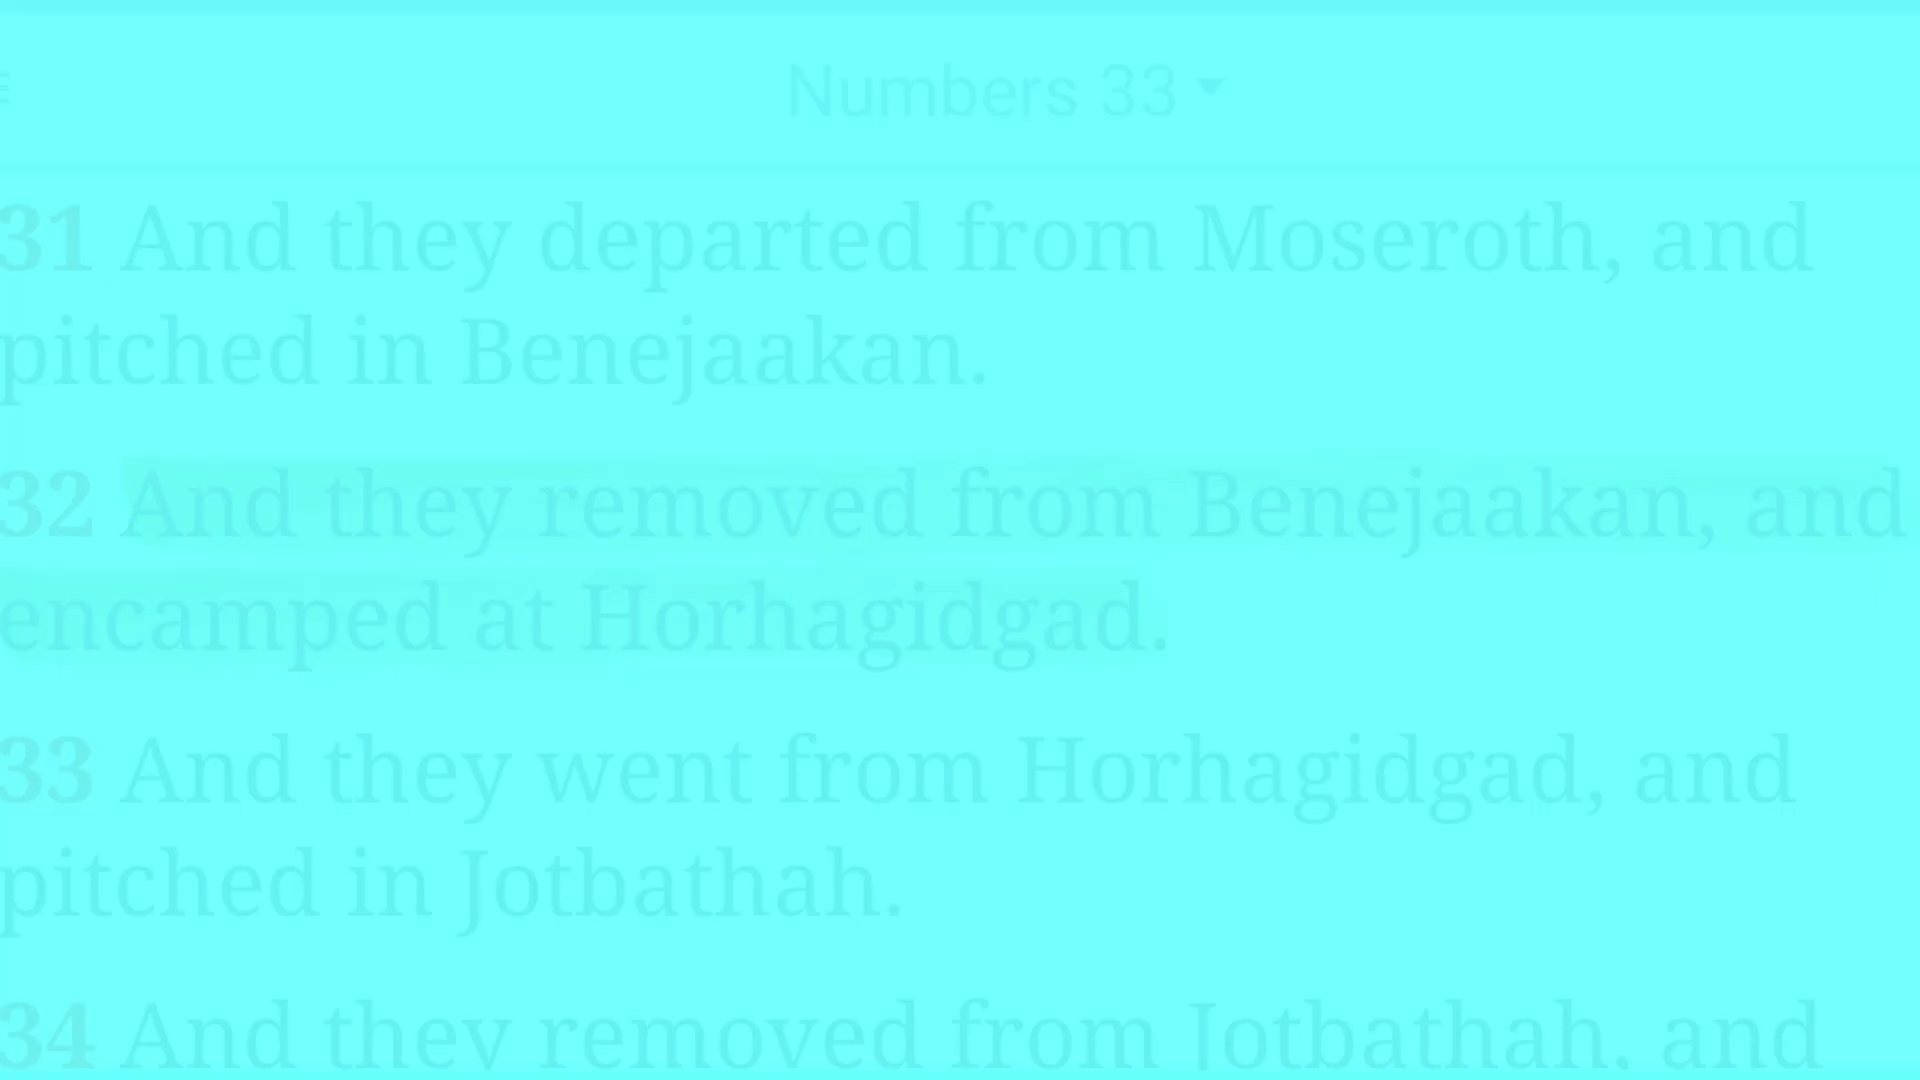 Numbers 33
31 And they departed from Moseroth, and
pitched in Benejaakan.
32 And they removed from Benejaakan, and
encamped at Horhagidgad.
33 And they went from Horhagidgad, and
pitched in Jotbathah.
34 And they removed from Jotbathah, and